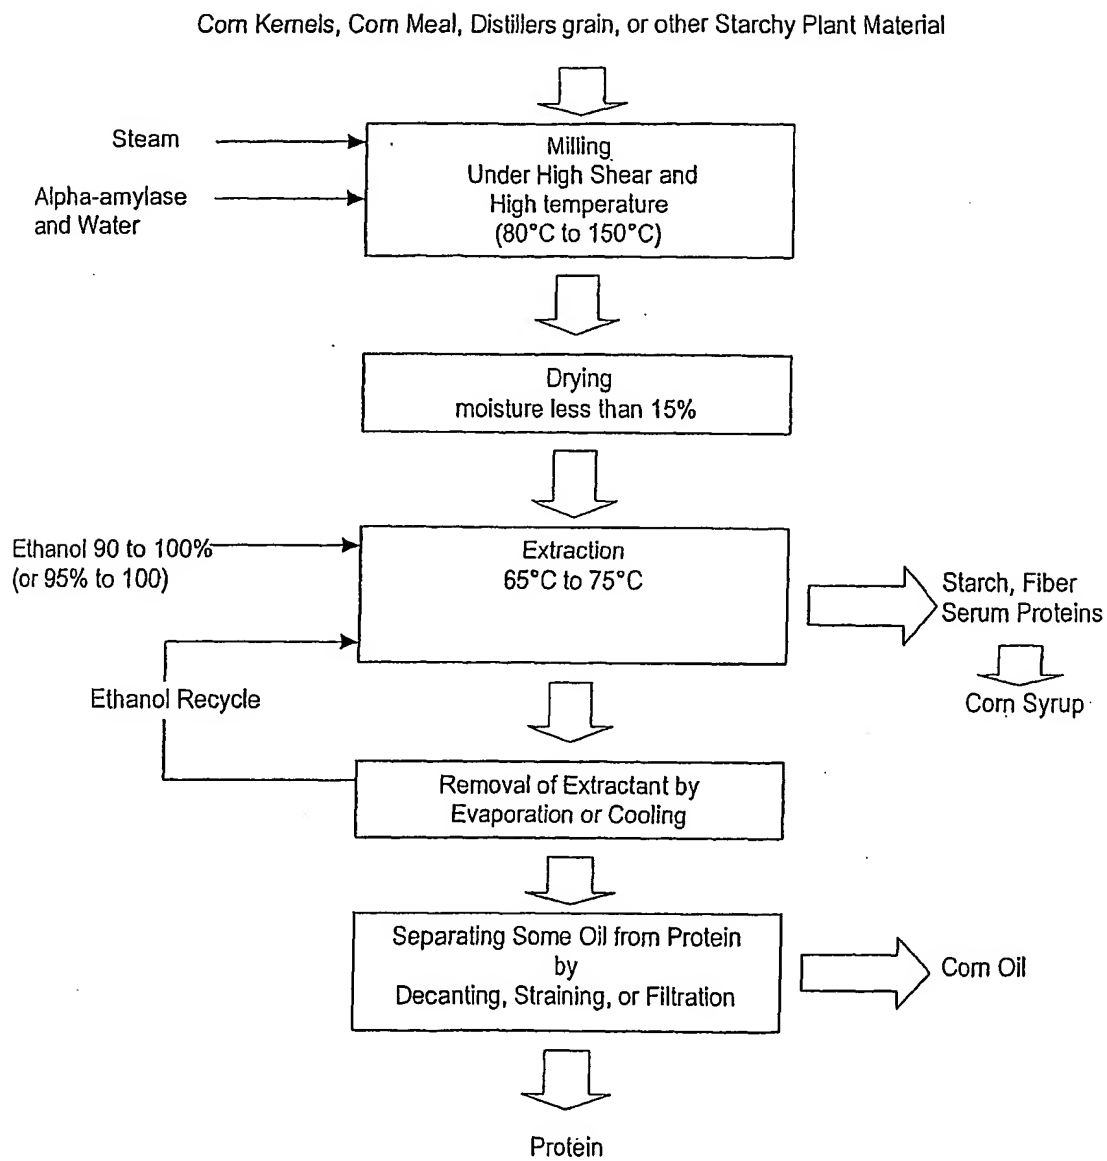 Corn Kernels, Corn Meal, Distillers grain, or other Starchy Plant Material
Steam
Alpha-amylase
and Water
Milling
Under High Shear and
High temperature
(80°C to 150°C)
Drying
moisture less than 15%
Ethanol 90 to 100%
(or 95% to 100)
Extraction
65°C to 75°C
Starch, Fiber
Serum Proteins
Corn Syrup
Ethanol Recycle
Removal of Extractant by
Evaporation or Cooling
Separating Some Oil from Protein
by
Decanting, Straining, or Filtration
Corn Oil
Protein